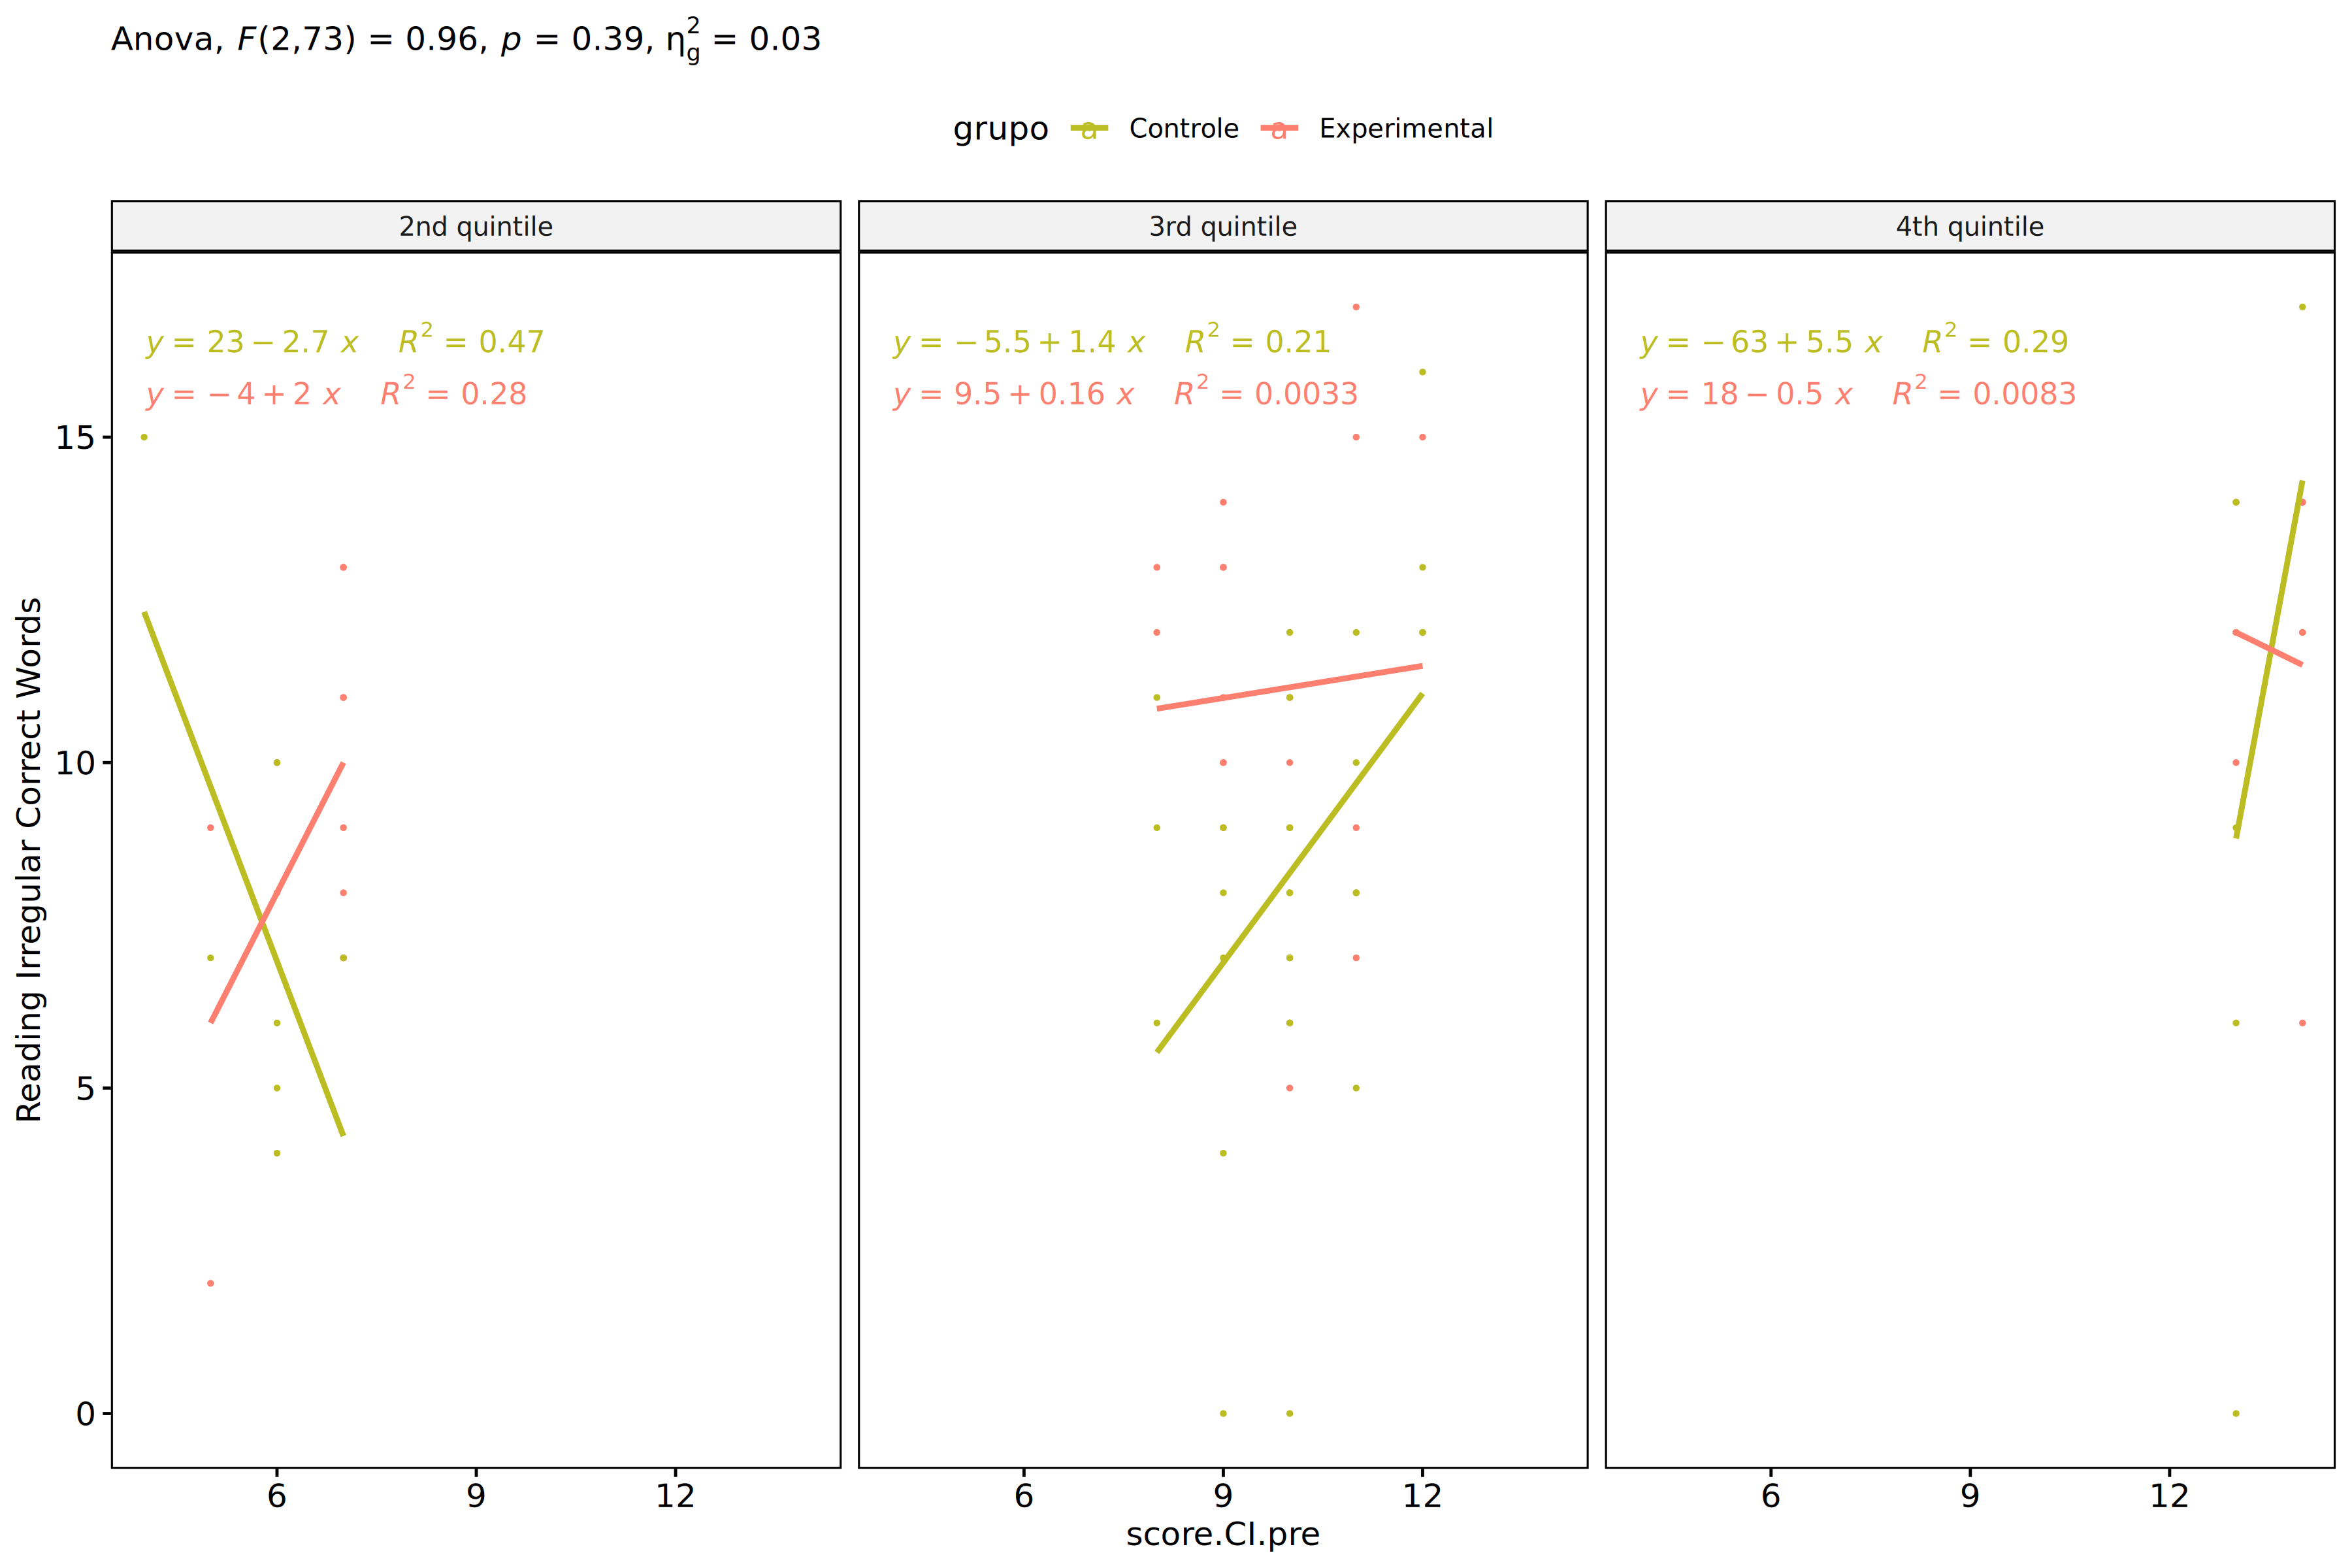 Anova, F(2,73) = 0.96, p = 0.39, η²g = 0.03
grupo a Controle a Experimental
2nd quintile
3rd quintile
4th quintile
y = 23 − 2.7 x R² = 0.47
y = − 4 + 2 x R² = 0.28
y = − 5.5 + 1.4 x R² = 0.21
y = 9.5 + 0.16 x R² = 0.0033
y = − 63 + 5.5 x R² = 0.29
y = 18 − 0.5 x R² = 0.0083
Reading Irregular Correct Words
15
10
5
0
6 9 12
6 9 12
6 9 12
score.CI.pre